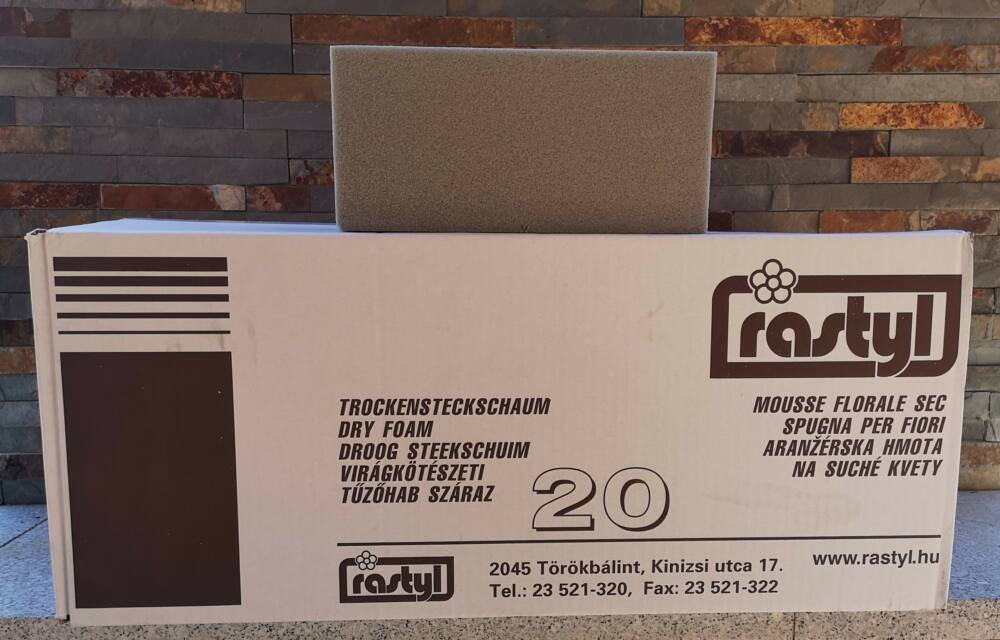 rastyl
TROCKENSTECKSCHAUM
DRY FOAM
DROOG STEEKSCHUIM
VIRÁGKÖTÉSZETI
TŰZŐHAB SZÁRAZ
MOUSSE FLORALE SEC
SPUGNA PER FIORI
ARANŽÉRSKA HMOTA
NA SUCHÉ KVETY
20
rastyl
2045 Törökbálint, Kinizsi utca 17.
Tel.: 23 521-320, Fax: 23 521-322
www.rastyl.hu